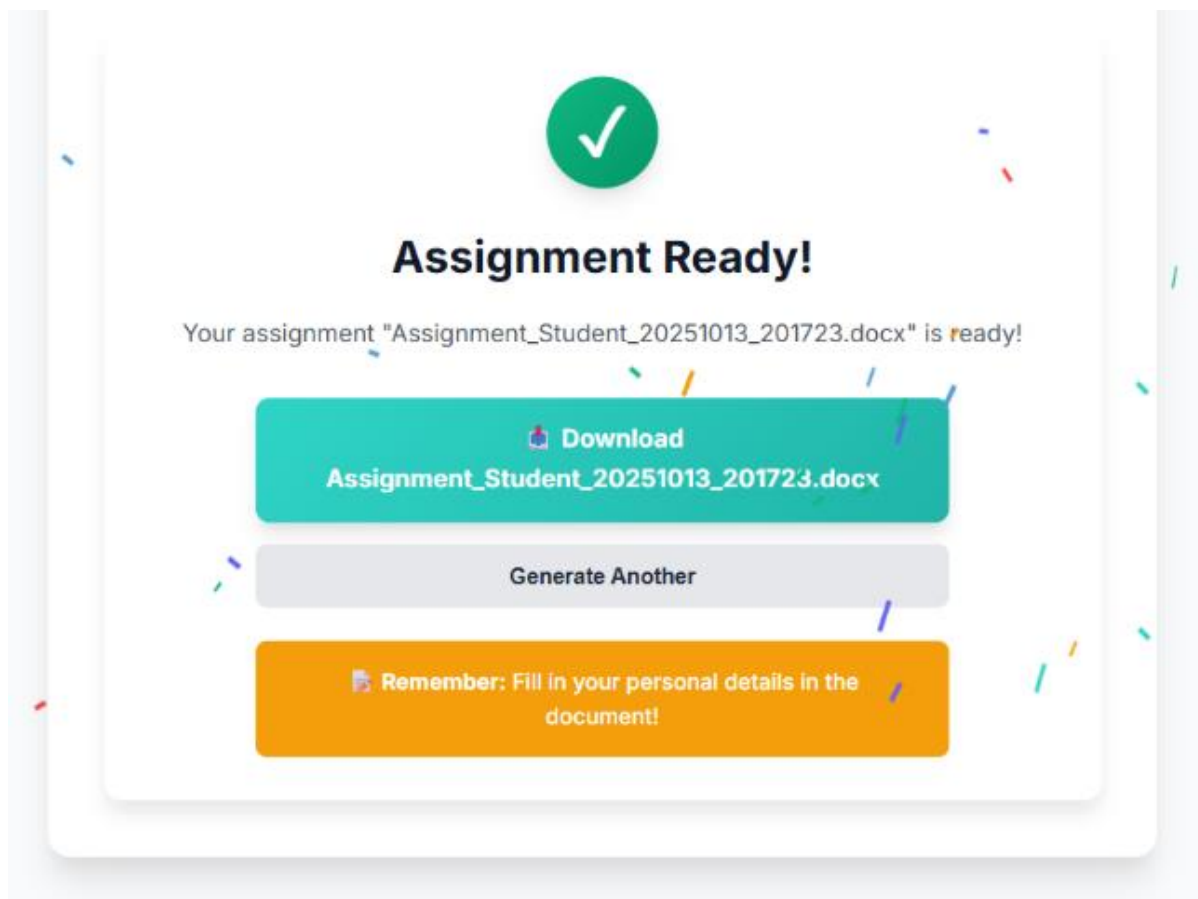 Assignment Ready!
Your assignment "Assignment_Student_20251013_201723.docx" is ready!
Download
Assignment_Student_20251013_201723.docx
Generate Another
Remember: Fill in your personal details in the
document!